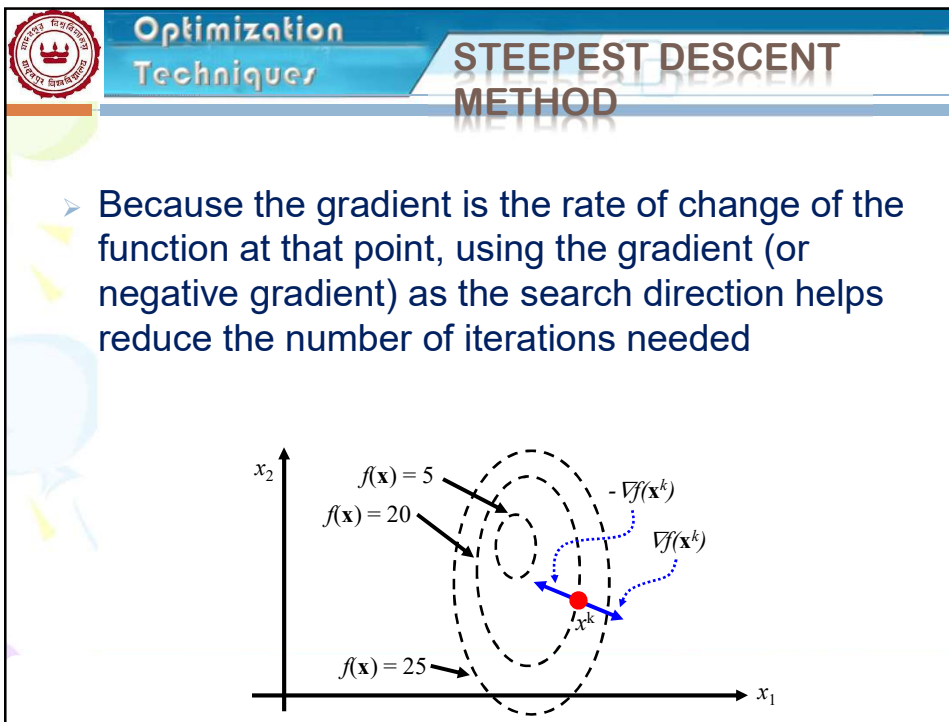 Optimization
Techniques
STEEPEST DESCENT
METHOD
➢ Because the gradient is the rate of change of the
function at that point, using the gradient (or
negative gradient) as the search direction helps
reduce the number of iterations needed
x₂
f(x) = 5
f(x) = 20
-∇f(xᵏ)
∇f(xᵏ)
xᵏ
f(x) = 25
x₁